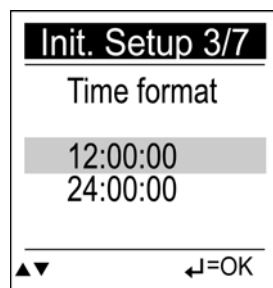 Init. Setup 3/7
Time format
12:00:00
24:00:00
▲▼ ↵=OK